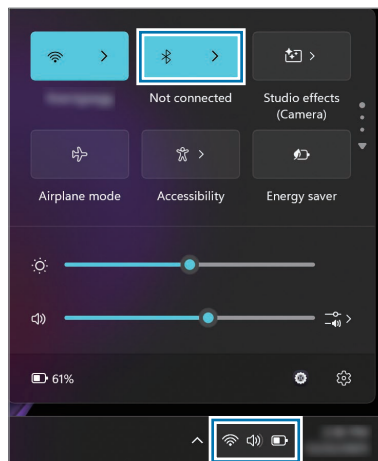 Not connected
Studio effects
(Camera)
Airplane mode
Accessibility
Energy saver
61%